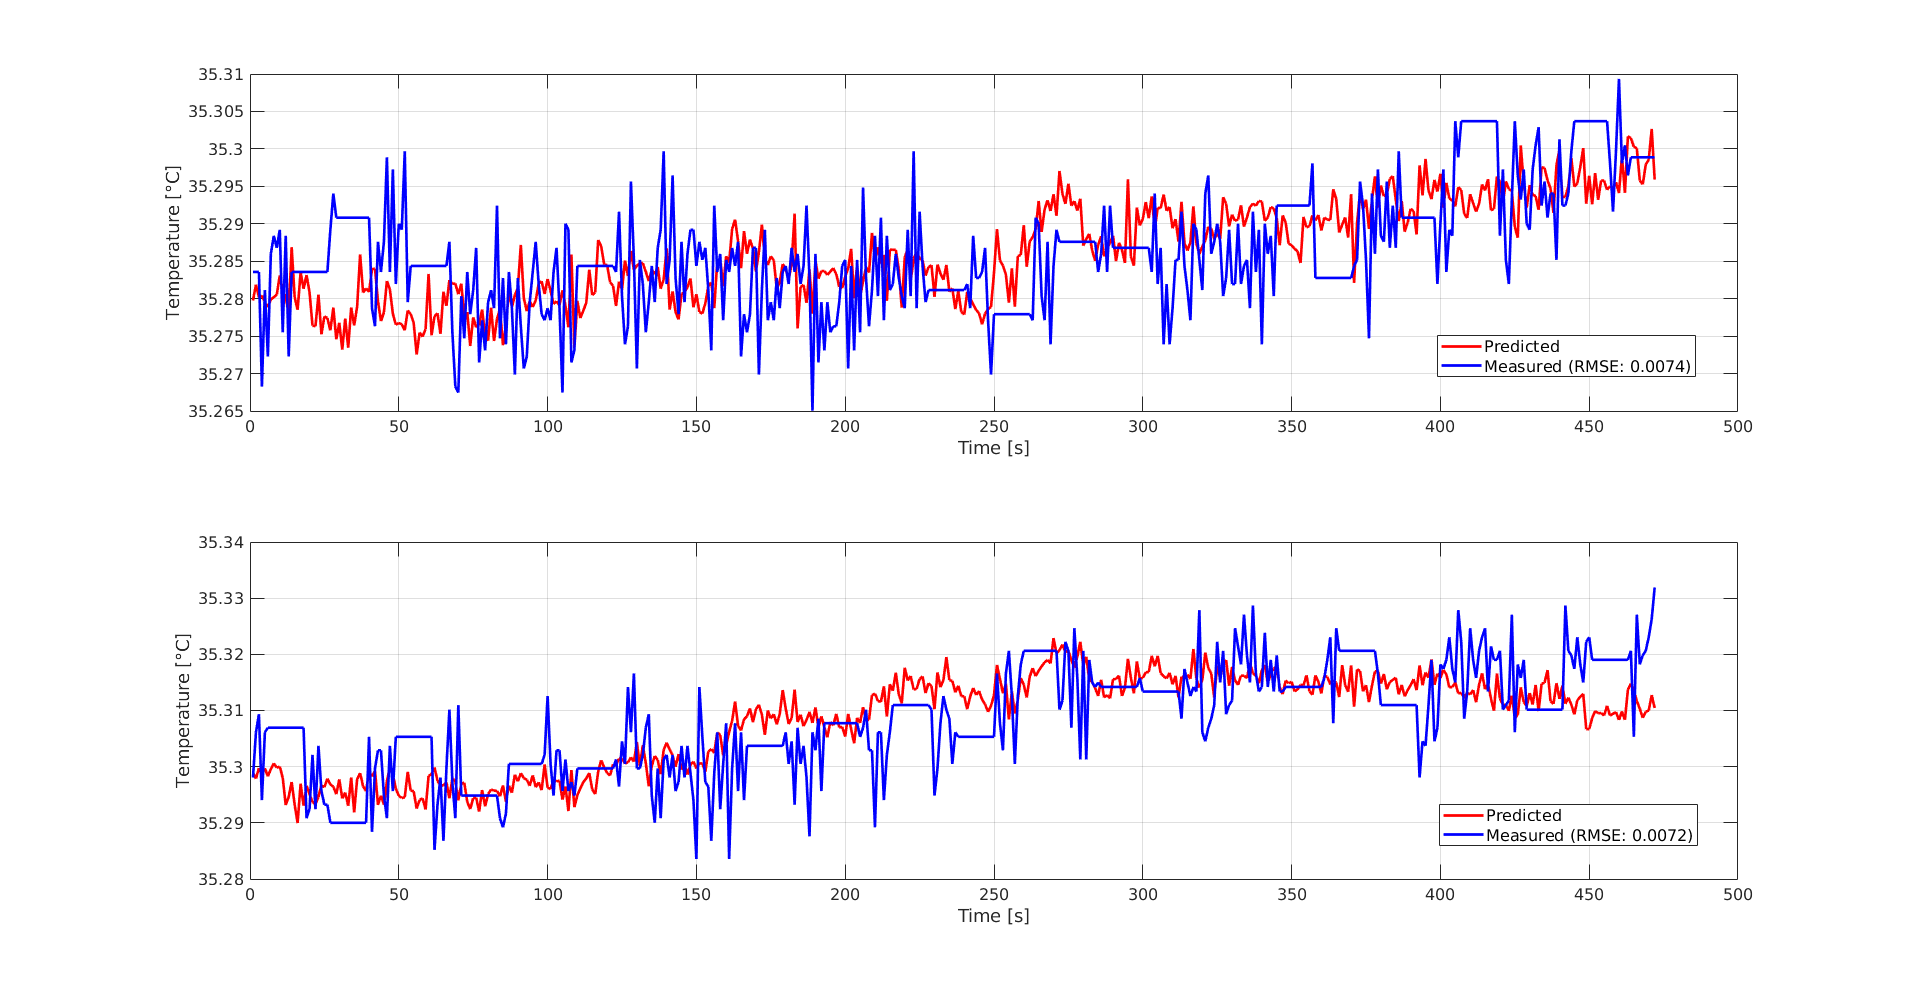 35.31
35.305
35.3
35.295
35.29
35.285
35.28
35.275
35.27
35.265
Temperature [°C]
0 50 100 150 200 250 300 350 400 450 500
Time [s]
Predicted
Measured (RMSE: 0.0074)
35.34
35.33
35.32
35.31
35.3
35.29
35.28
Temperature [°C]
0 50 100 150 200 250 300 350 400 450 500
Time [s]
Predicted
Measured (RMSE: 0.0072)